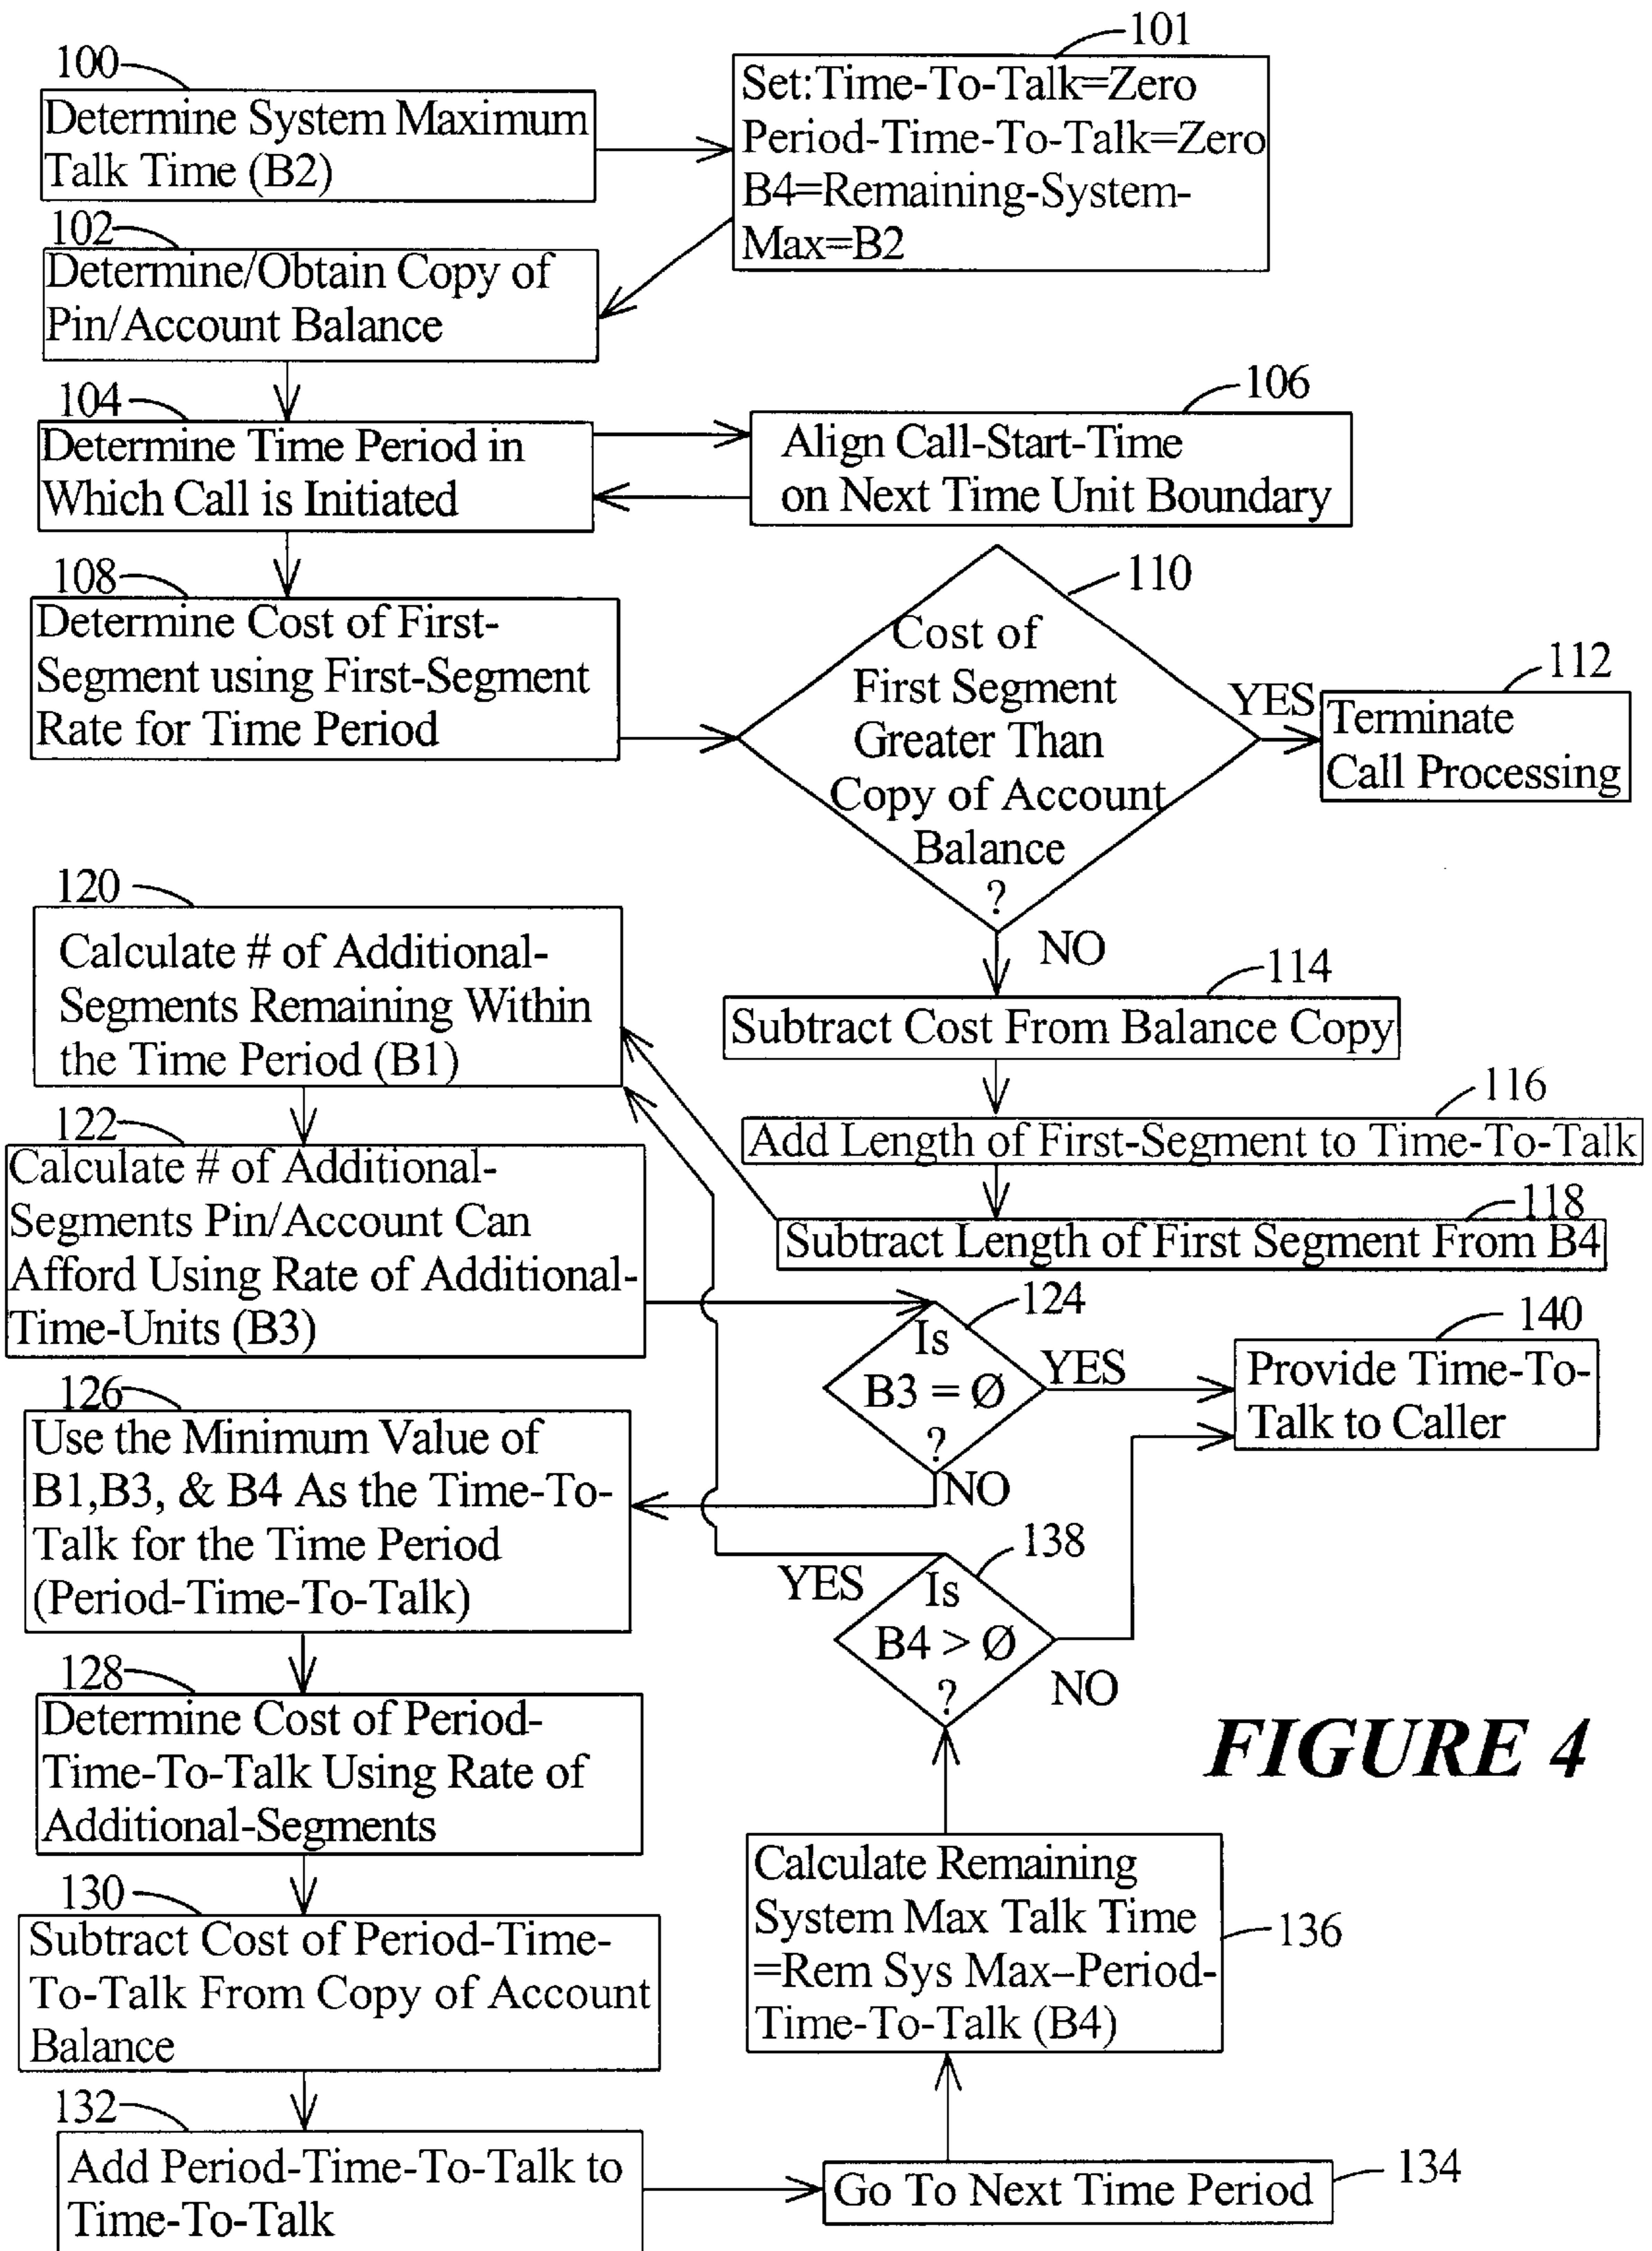 100
Determine System Maximum
Talk Time (B2)
101
Set:Time-To-Talk=Zero
Period-Time-To-Talk=Zero
B4=Remaining-System-
Max=B2
102
Determine/Obtain Copy of
Pin/Account Balance
104
Determine Time Period in
Which Call is Initiated
106
Align Call-Start-Time
on Next Time Unit Boundary
108
Determine Cost of First-
Segment using First-Segment
Rate for Time Period
110
Cost of
First Segment
Greater Than
Copy of Account
Balance
?
YES
112
Terminate
Call Processing
NO
114
Subtract Cost From Balance Copy
116
Add Length of First-Segment to Time-To-Talk
118
Subtract Length of First Segment From B4
120
Calculate # of Additional-
Segments Remaining Within
the Time Period (B1)
122
Calculate # of Additional-
Segments Pin/Account Can
Afford Using Rate of Additional-
Time-Units (B3)
124
Is
B3 = Ø
?
YES
NO
140
Provide Time-To-
Talk to Caller
126
Use the Minimum Value of
B1,B3, & B4 As the Time-To-
Talk for the Time Period
(Period-Time-To-Talk)
138
Is
B4 > Ø
?
YES
NO
128
Determine Cost of Period-
Time-To-Talk Using Rate of
Additional-Segments
FIGURE 4
130
Subtract Cost of Period-Time-
To-Talk From Copy of Account
Balance
136
Calculate Remaining
System Max Talk Time
=Rem Sys Max–Period-
Time-To-Talk (B4)
132
Add Period-Time-To-Talk to
Time-To-Talk
134
Go To Next Time Period